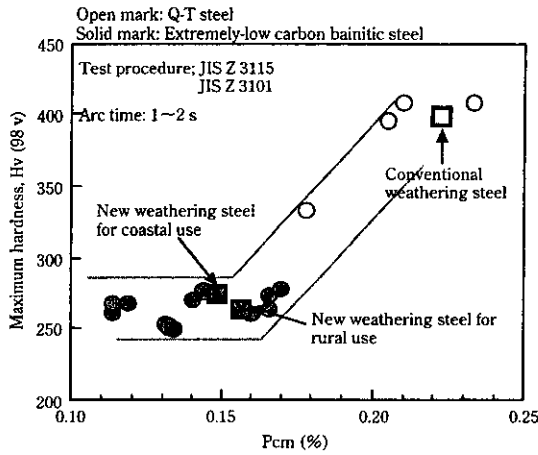 Open mark: Q-T steel
Solid mark: Extremely-low carbon bainitic steel
450
Test procedure; JIS Z 3115
JIS Z 3101
Arc time: 1~2 s
400
Conventional
weathering steel
350
New weathering steel
for coastal use
300
250
New weathering steel for
rural use
200
0.10
0.15
0.20
0.25
Maximum hardness, Hv (98 v)
Pcm (%)